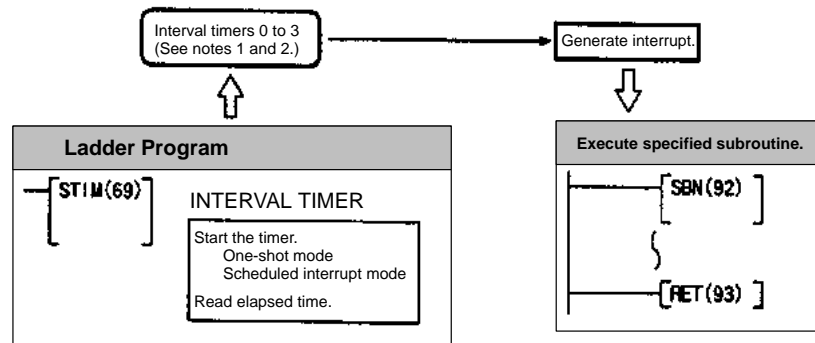 Interval timers 0 to 3
(See notes 1 and 2.)
Generate interrupt.
Ladder Program
STIM(69)
INTERVAL TIMER
Start the timer.
One-shot mode
Scheduled interrupt mode
Read elapsed time.
Execute specified subroutine.
SBN(92)
RET(93)